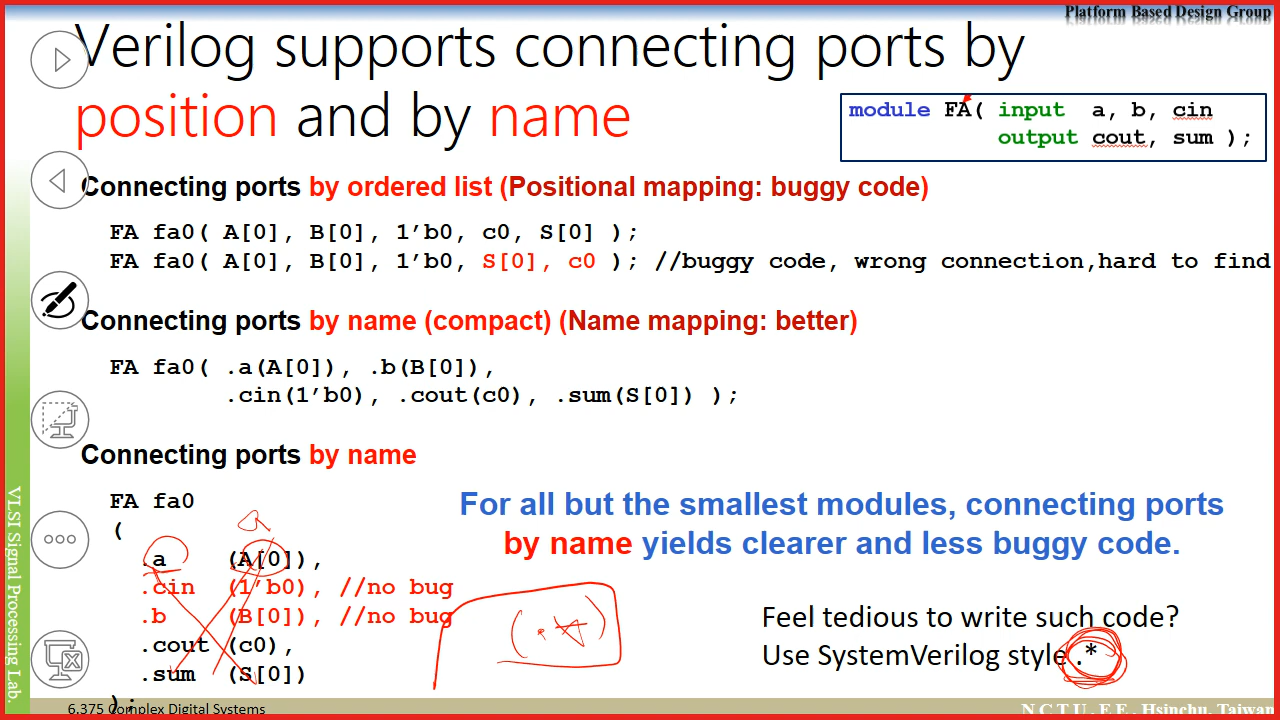 Platform Based Design Group
Verilog supports connecting ports by
position and by name
module FA( input a, b, cin
output cout, sum );
Connecting ports by ordered list (Positional mapping: buggy code)
FA fa0( A[0], B[0], 1’b0, c0, S[0] );
FA fa0( A[0], B[0], 1’b0, S[0], c0 ); //buggy code, wrong connection,hard to find
Connecting ports by name (compact) (Name mapping: better)
FA fa0( .a(A[0]), .b(B[0]),
.cin(1’b0), .cout(c0), .sum(S[0]) );
Connecting ports by name
FA fa0
(
.a (A[0]),
.cin (1’b0), //no bug
.b (B[0]), //no bug
.cout (c0),
.sum (S[0])
);
For all but the smallest modules, connecting ports
by name yields clearer and less buggy code.
(.*)
Feel tedious to write such code?
Use SystemVerilog style .*
VLSI Signal Processing Lab.
6.375 Complex Digital Systems
N C T U. E E , Hsinchu, Taiwan